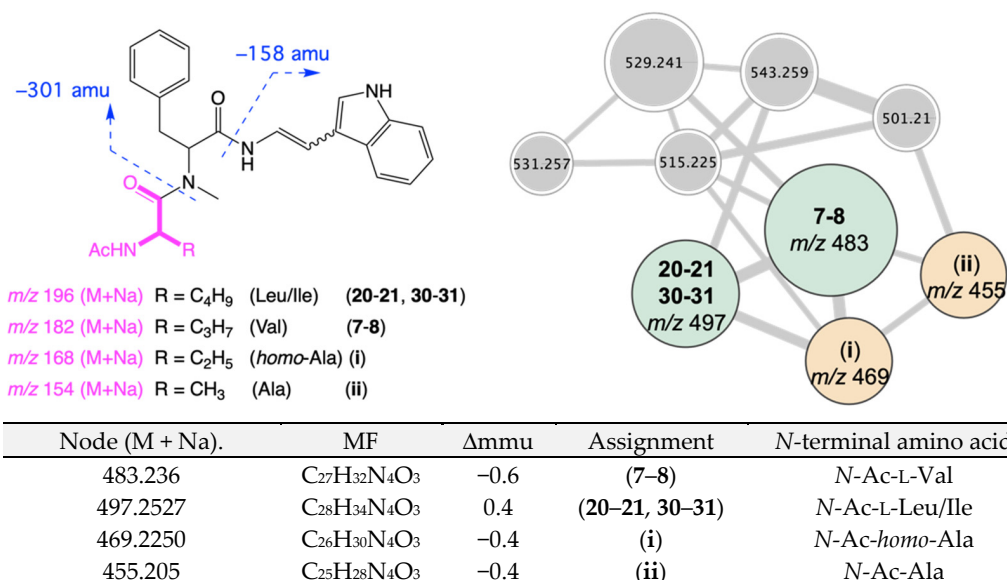 –158 amu
–301 amu
O
NH
N
H
N
O
AcHN
R
m/z 196 (M+Na) R = C₄H₉ (Leu/Ile) (20-21, 30-31)
m/z 182 (M+Na) R = C₃H₇ (Val) (7-8)
m/z 168 (M+Na) R = C₂H₅ (homo-Ala) (i)
m/z 154 (M+Na) R = CH₃ (Ala) (ii)
529.241
543.259
501.21
531.257
515.225
7-8
m/z 483
20-21
30-31
m/z 497
(ii)
m/z 455
(i)
m/z 469
Node (M + Na). MF Δmmu Assignment N-terminal amino acid
483.236 C₂₇H₃₂N₄O₃ −0.6 (7–8) N-Ac-L-Val
497.2527 C₂₈H₃₄N₄O₃ 0.4 (20–21, 30–31) N-Ac-L-Leu/Ile
469.2250 C₂₆H₃₀N₄O₃ −0.4 (i) N-Ac-homo-Ala
455.205 C₂₅H₂₈N₄O₃ −0.4 (ii) N-Ac-Ala